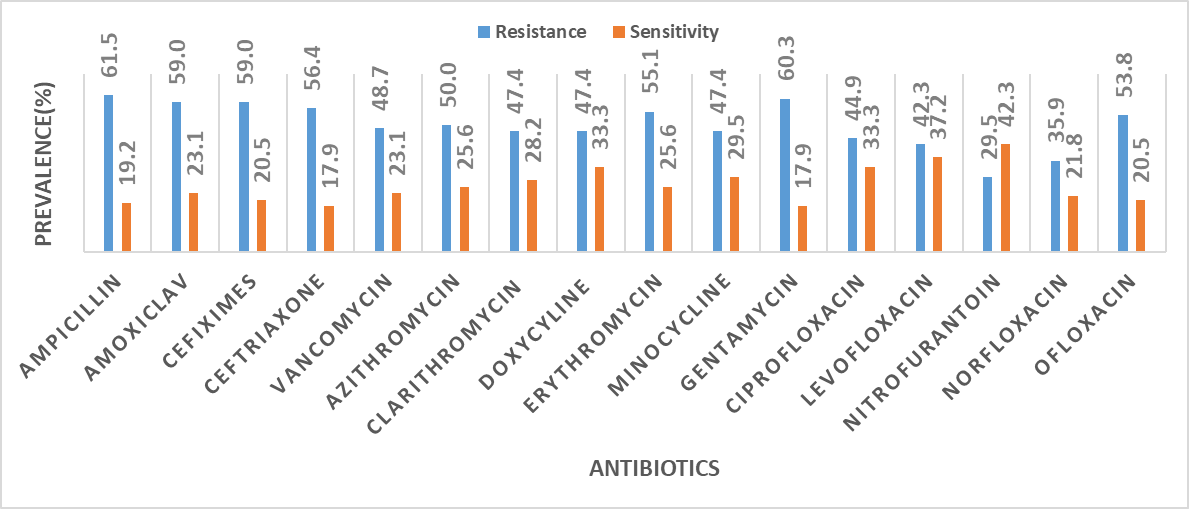 Resistance Sensitivity
PREVALENCE(%)
61.5 19.2 59.0 23.1 59.0 20.5 56.4 17.9 48.7 23.1 50.0 25.6 47.4 28.2 47.4 33.3 55.1 25.6 47.4 29.5 60.3 17.9 44.9 33.3 42.3 37.2 29.5 42.3 35.9 21.8 53.8 20.5
AMPICILLIN
AMOXICLAV
CEFIXIMES
CEFTRIAXONE
VANCOMYCIN
AZITHROMYCIN
CLARITHROMYCIN
DOXYCYLINE
ERYTHROMYCIN
MINOCYCLINE
GENTAMYCIN
CIPROFLOXACIN
LEVOFLOXACIN
NITROFURANTOIN
NORFLOXACIN
OFLOXACIN
ANTIBIOTICS